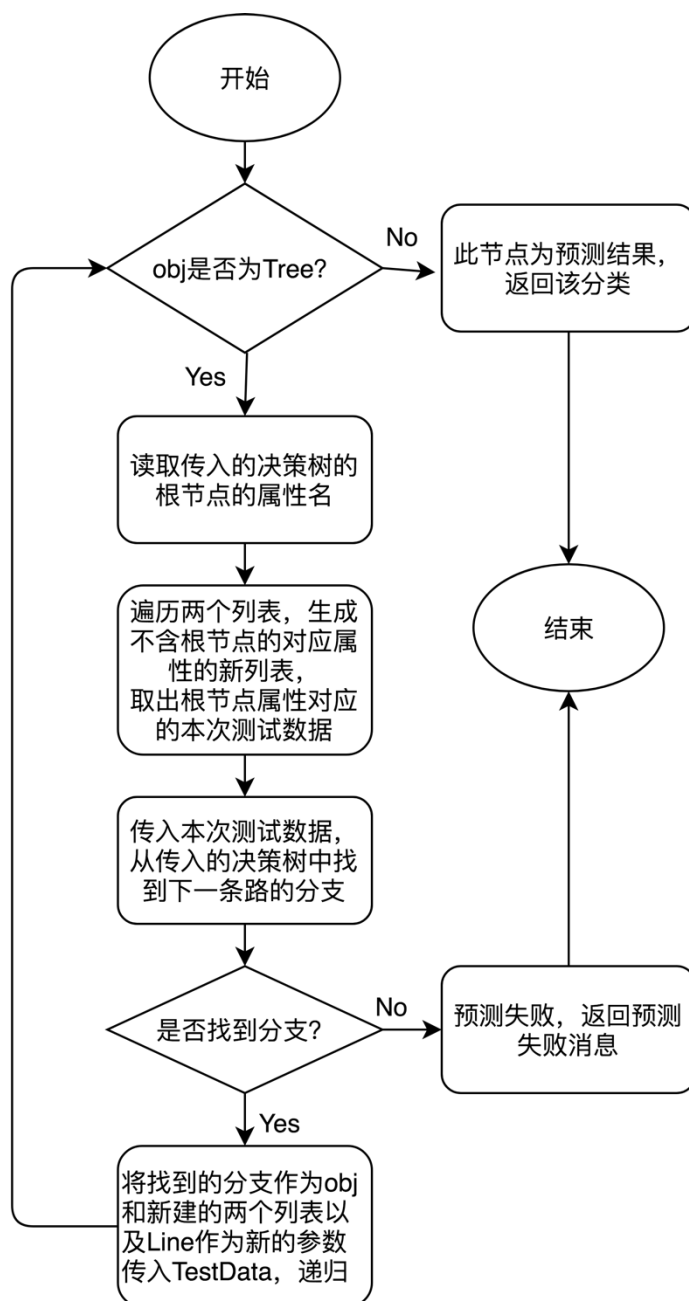 开始
obj是否为Tree?
No
此节点为预测结果，
返回该分类
Yes
读取传入的决策树的
根节点的属性名
遍历两个列表，生成
不含根节点的对应属
性的新列表，
取出根节点属性对应
的本次测试数据
结束
传入本次测试数据，
从传入的决策树中找
到下一条路的分支
是否找到分支?
No
预测失败，返回预测
失败消息
Yes
将找到的分支作为obj
和新建的两个列表以
及Line作为新的参数
传入TestData，递归